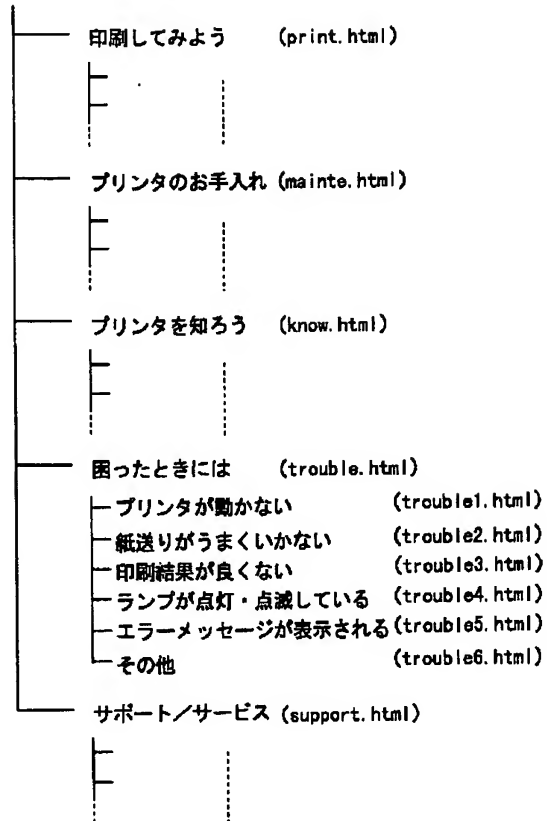 印刷してみよう (print.html)
プリンタのお手入れ (mainte.html)
プリンタを知ろう (know.html)
困ったときには (trouble.html)
プリンタが動かない (trouble1.html)
紙送りがうまくいかない (trouble2.html)
印刷結果が良くない (trouble3.html)
ランプが点灯・点滅している (trouble4.html)
エラーメッセージが表示される (trouble5.html)
その他 (trouble6.html)
サポート/サービス (support.html)